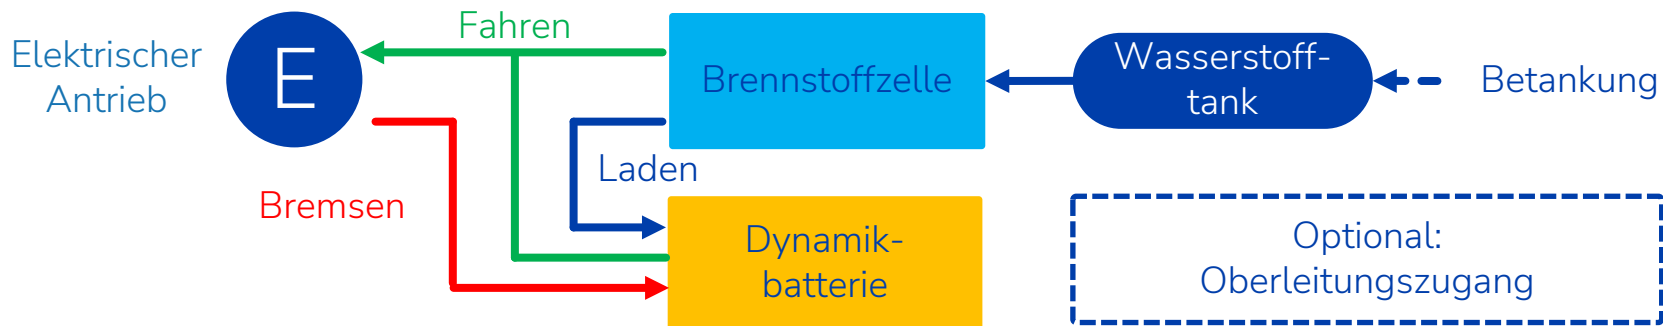 Elektrischer
Antrieb
E
Fahren
Brennstoffzelle
Wasserstoff-
tank
Betankung
Laden
Bremsen
Dynamik-
batterie
Optional:
Oberleitungszugang